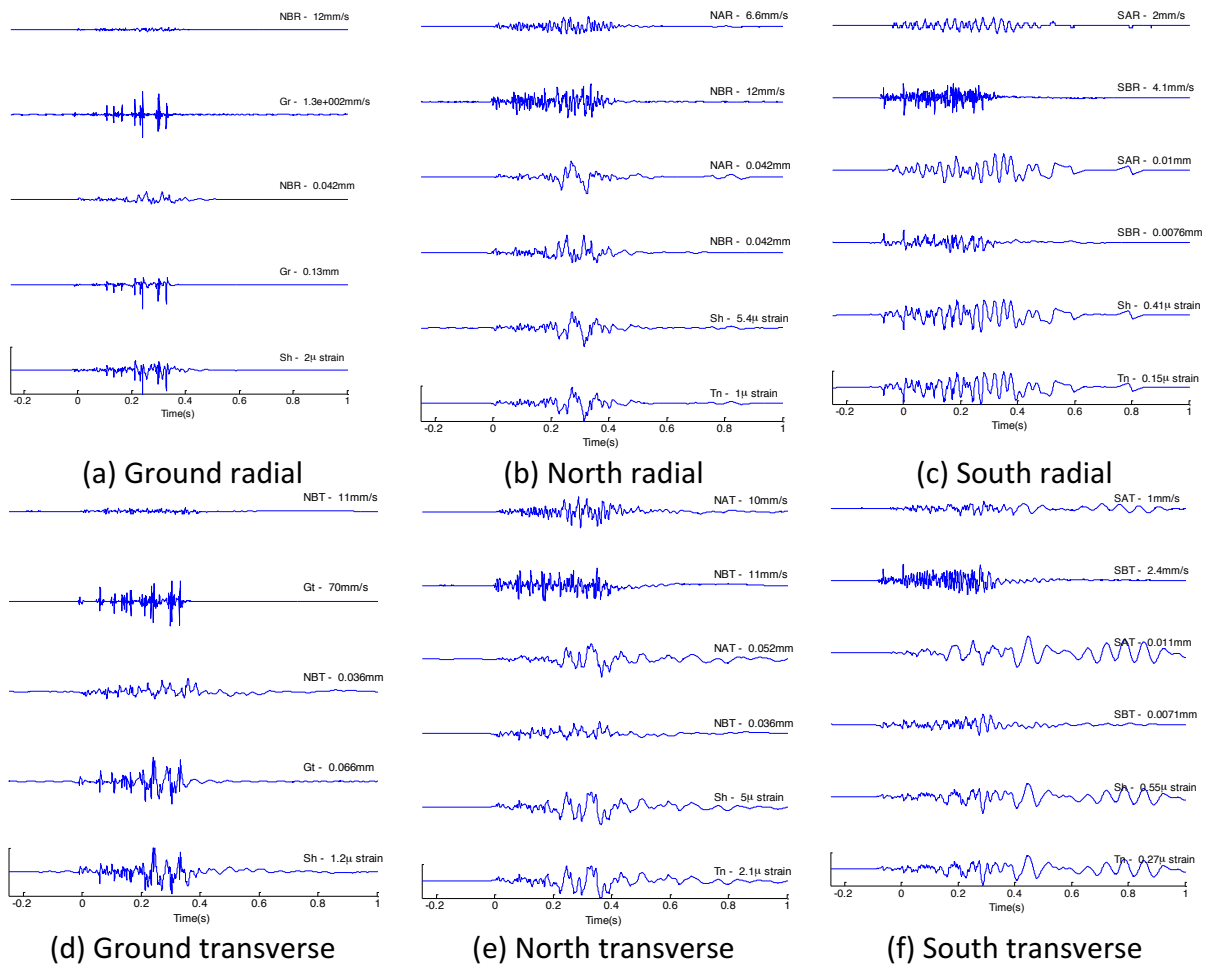 NBR - 12mm/s
Gr - 1.3e+002mm/s
NBR - 0.042mm
Gr - 0.13mm
Sh - 2μ strain
-0.2 0 0.2 0.4 0.6 0.8 1
Time(s)
(a) Ground radial
NAR - 6.6mm/s
NBR - 12mm/s
NAR - 0.042mm
NBR - 0.042mm
Sh - 5.4μ strain
Tn - 1μ strain
-0.2 0 0.2 0.4 0.6 0.8 1
Time(s)
(b) North radial
SAR - 2mm/s
SBR - 4.1mm/s
SAR - 0.01mm
SBR - 0.0076mm
Sh - 0.41μ strain
Tn - 0.15μ strain
-0.2 0 0.2 0.4 0.6 0.8 1
Time(s)
(c) South radial
NBT - 11mm/s
Gt - 70mm/s
NBT - 0.036mm
Gt - 0.066mm
Sh - 1.2μ strain
-0.2 0 0.2 0.4 0.6 0.8 1
Time(s)
(d) Ground transverse
NAT - 10mm/s
NBT - 11mm/s
NAT - 0.052mm
NBT - 0.036mm
Sh - 5μ strain
Tn - 2.1μ strain
-0.2 0 0.2 0.4 0.6 0.8 1
Time(s)
(e) North transverse
SAT - 1mm/s
SBT - 2.4mm/s
SAT - 0.011mm
SBT - 0.0071mm
Sh - 0.55μ strain
Tn - 0.27μ strain
-0.2 0 0.2 0.4 0.6 0.8 1
Time(s)
(f) South transverse